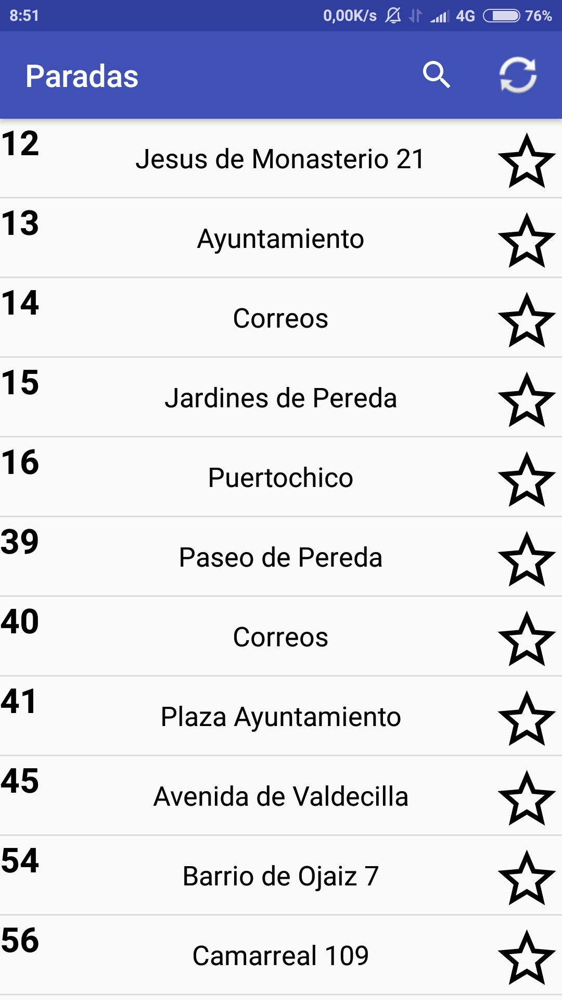 8:51 0,00K/s 4G 76%
Paradas
12 Jesus de Monasterio 21
13 Ayuntamiento
14 Correos
15 Jardines de Pereda
16 Puertochico
39 Paseo de Pereda
40 Correos
41 Plaza Ayuntamiento
45 Avenida de Valdecilla
54 Barrio de Ojaiz 7
56 Camarreal 109